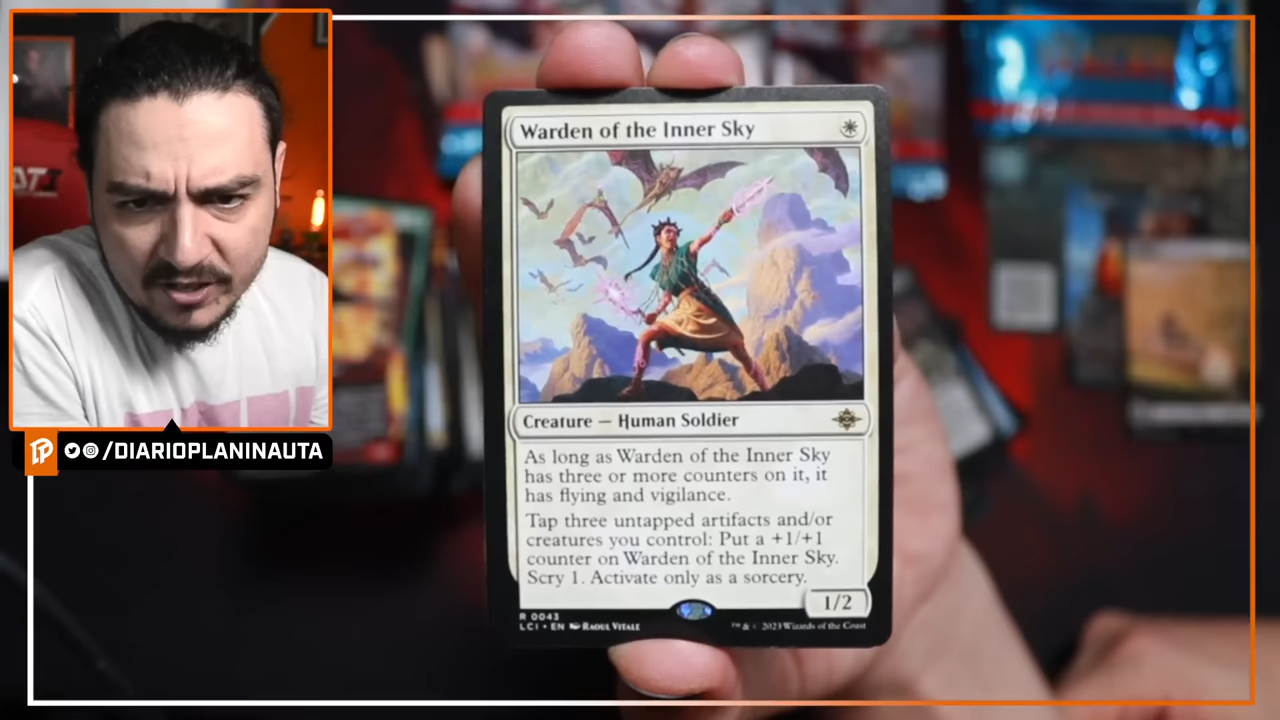 /DIARIOPLANINAUTA
Warden of the Inner Sky
Creature — Human Soldier
As long as Warden of the Inner Sky
has three or more counters on it, it
has flying and vigilance.
Tap three untapped artifacts and/or
creatures you control: Put a +1/+1
counter on Warden of the Inner Sky.
Scry 1. Activate only as a sorcery.
1/2
R 0043
LCI • EN Raoul Vitale
™ & © 2023 Wizards of the Coast